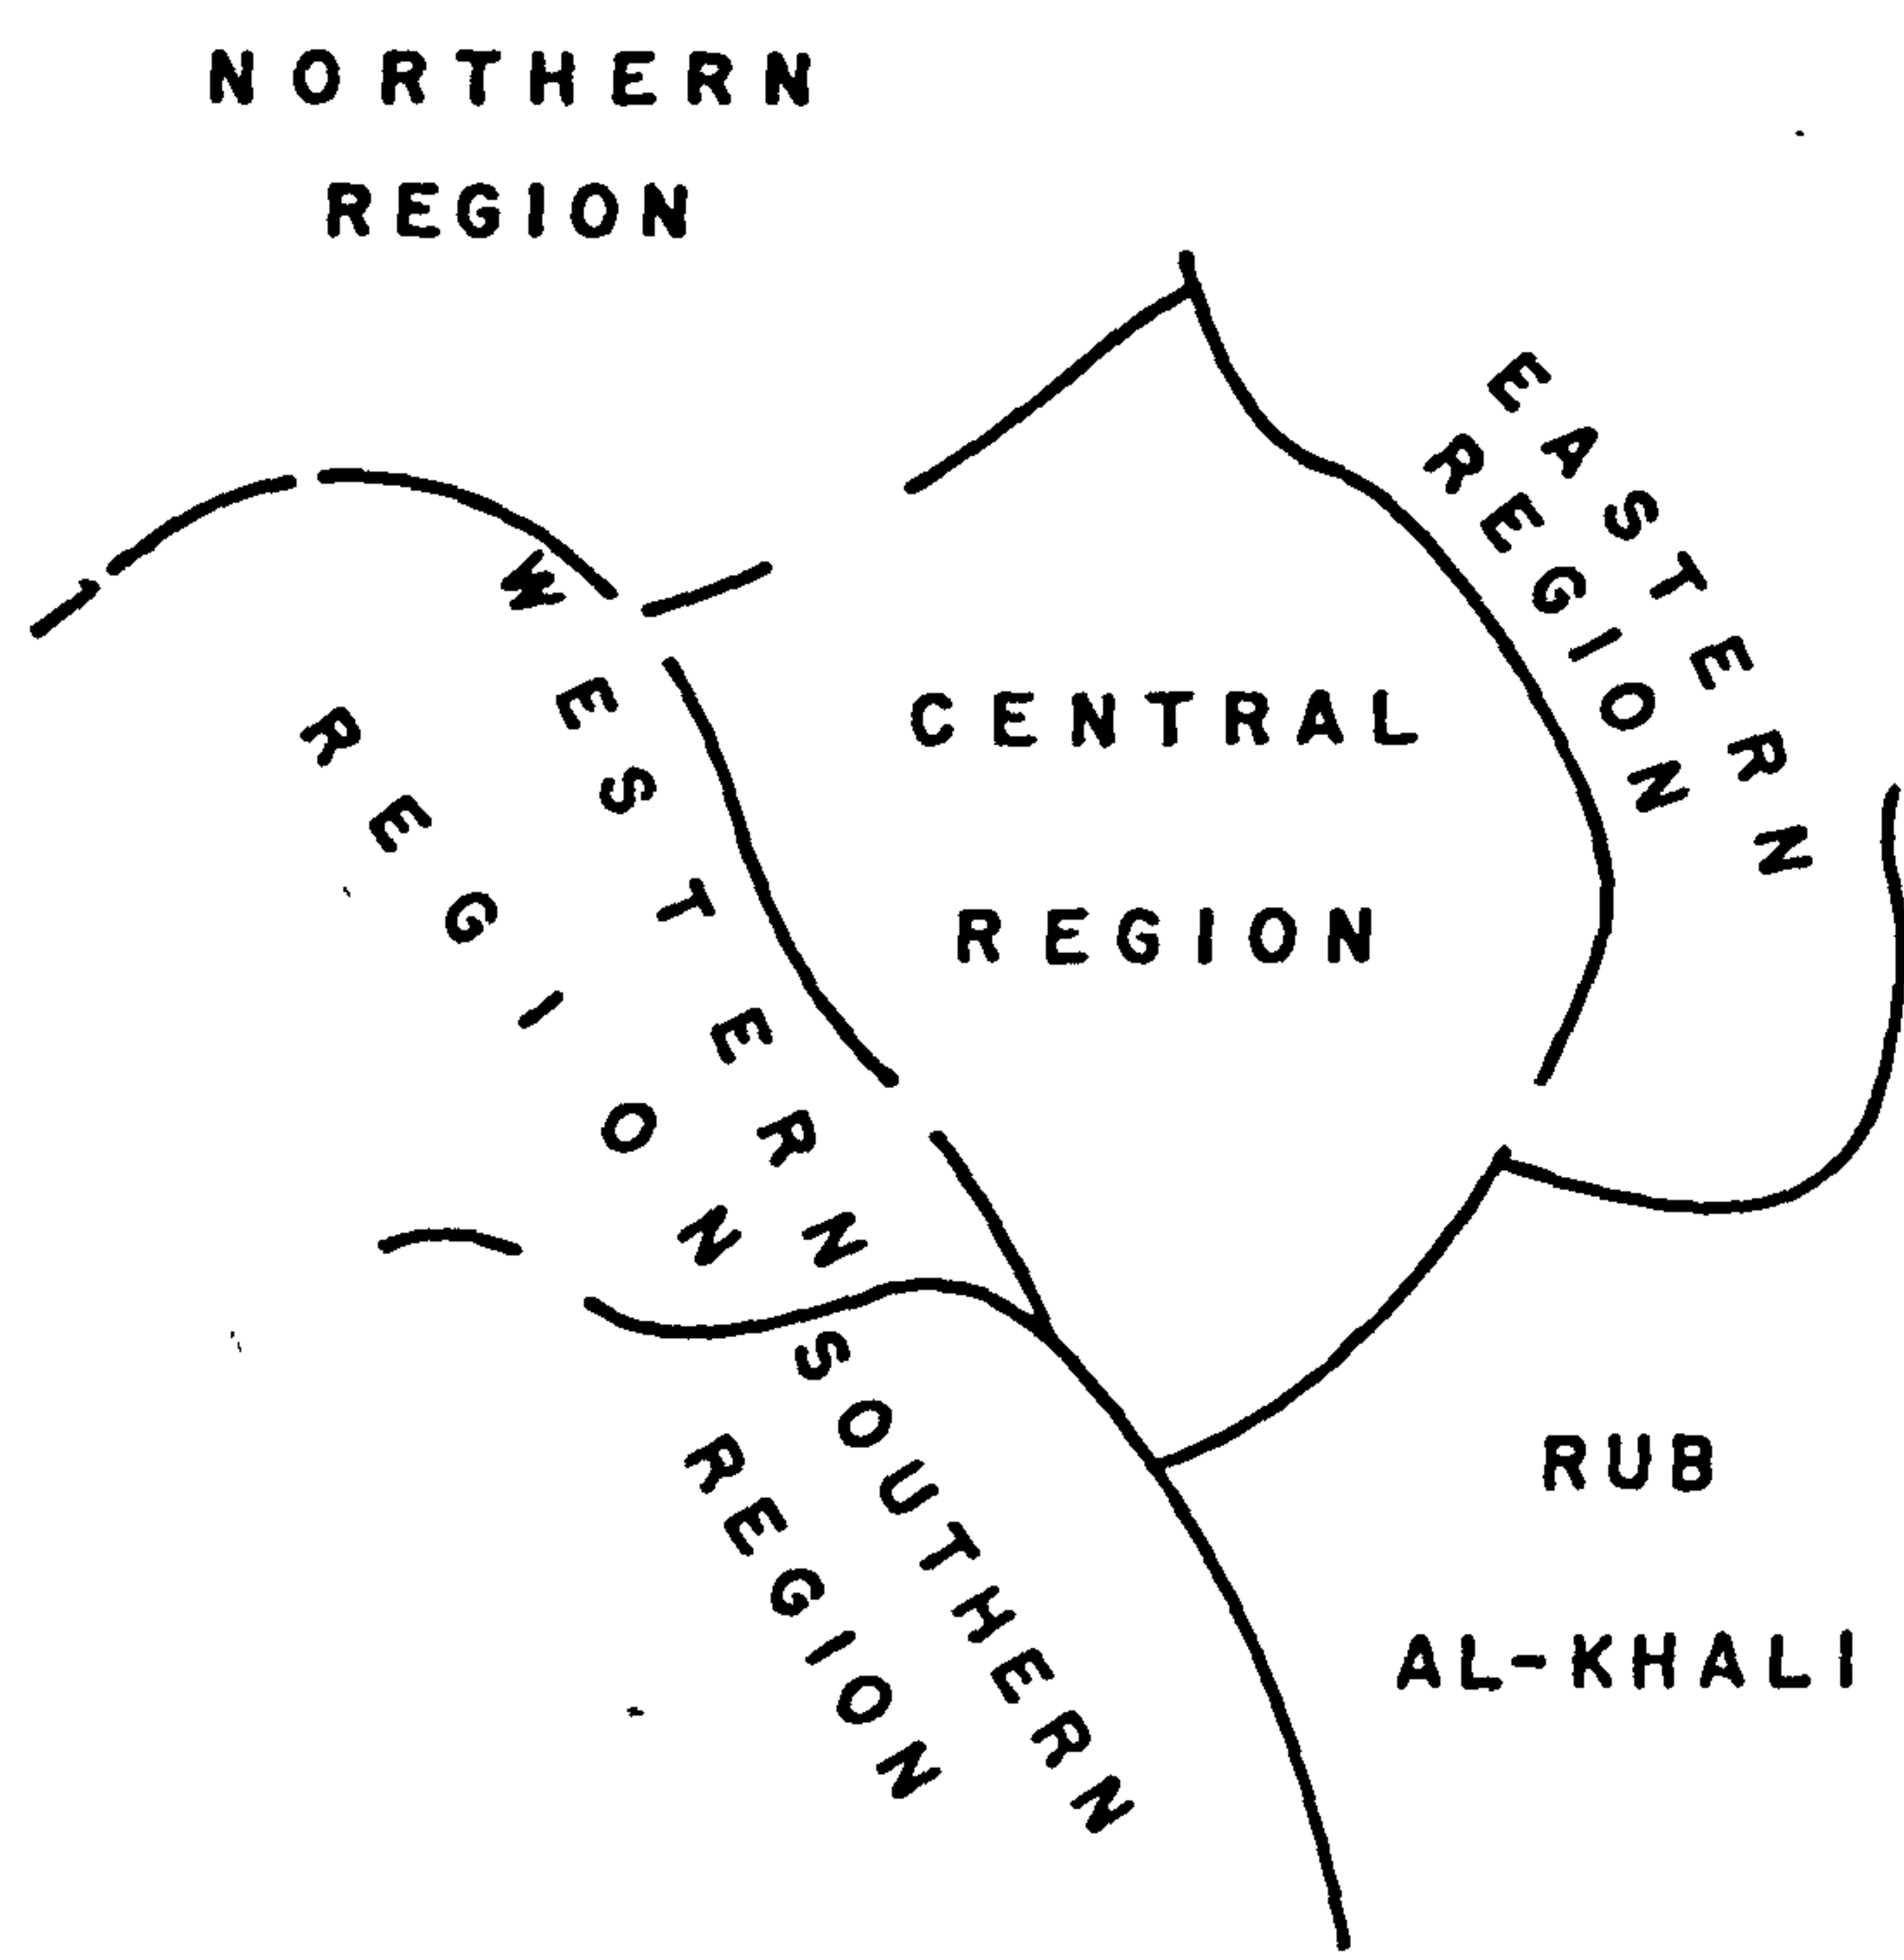 NORTHERN
REGION
EASTERN
REGION
WESTERN
REGION
CENTRAL
REGION
SOUTHERN
REGION
RUB
AL-KHALI